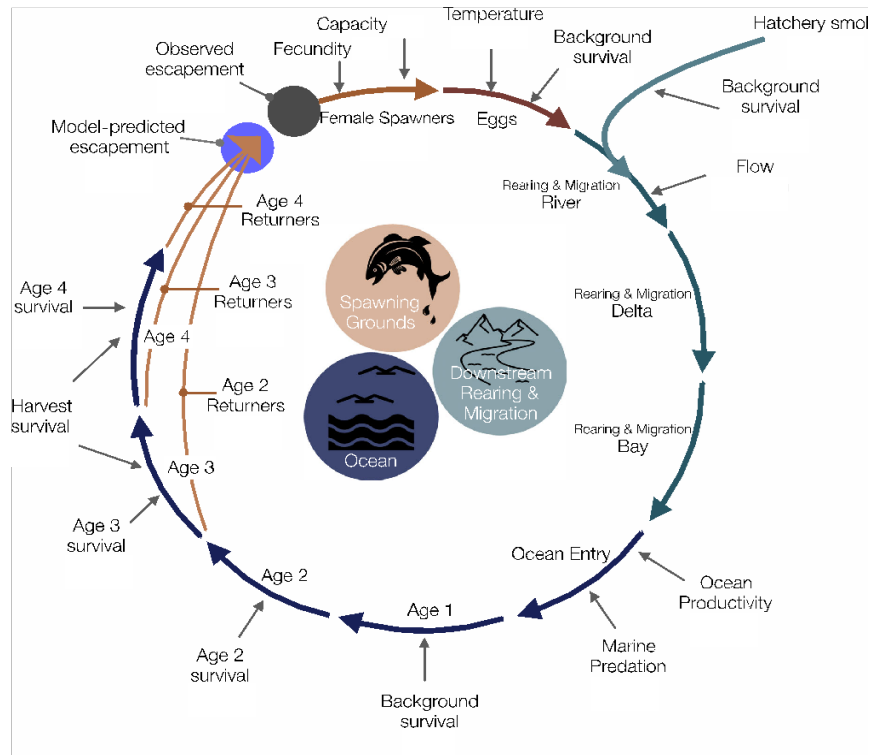 Capacity
Temperature
Hatchery smol
Fecundity
Observed
escapement
Background
survival
Background
survival
Female Spawners
Eggs
Model-predicted
escapement
Rearing & Migration
River
Flow
Age 4
Returners
Spawning
Grounds
Age 3
Returners
Age 4
survival
Rearing & Migration
Delta
Age 4
Downstream
Rearing &
Migration
Age 2
Returners
Harvest
survival
Rearing & Migration
Bay
Ocean
Age 3
Age 3
survival
Ocean Entry
Age 2
Ocean
Productivity
Age 1
Age 2
survival
Marine
Predation
Background
survival